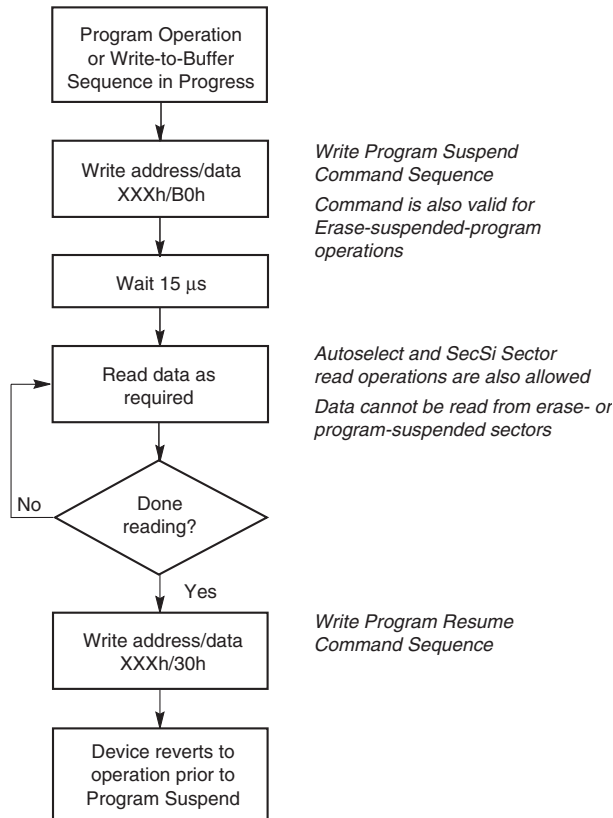 Program Operation
or Write-to-Buffer
Sequence in Progress
Write address/data
XXXh/B0h
Write Program Suspend
Command Sequence
Command is also valid for
Erase-suspended-program
operations
Wait 15 μs
Read data as
required
Autoselect and SecSi Sector
read operations are also allowed
Data cannot be read from erase- or
program-suspended sectors
No
Done
reading?
Yes
Write address/data
XXXh/30h
Write Program Resume
Command Sequence
Device reverts to
operation prior to
Program Suspend